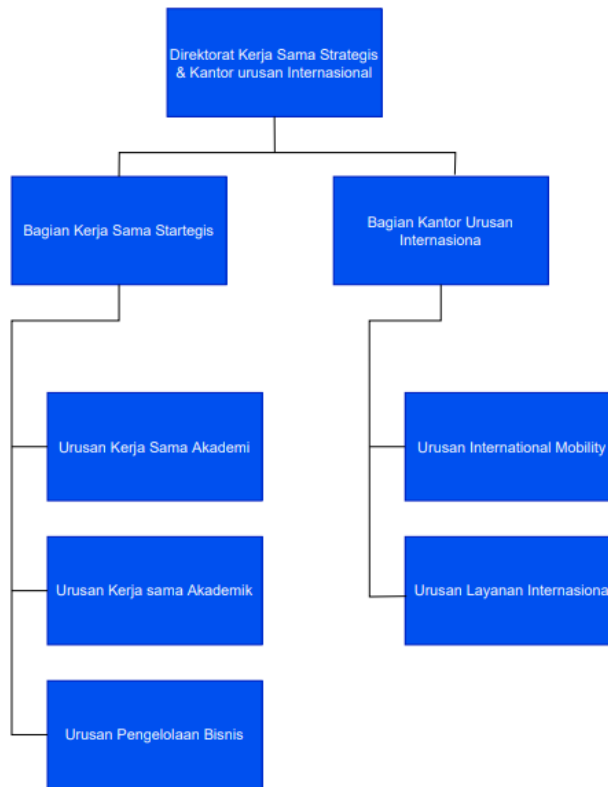 Direktorat Kerja Sama Strategis
& Kantor urusan Internasional
Bagian Kerja Sama Startegis
Bagian Kantor Urusan
Internasiona
Urusan Kerja Sama Akademi
Urusan International Mobility
Urusan Kerja sama Akademik
Urusan Layanan Internasional
Urusan Pengelolaan Bisnis